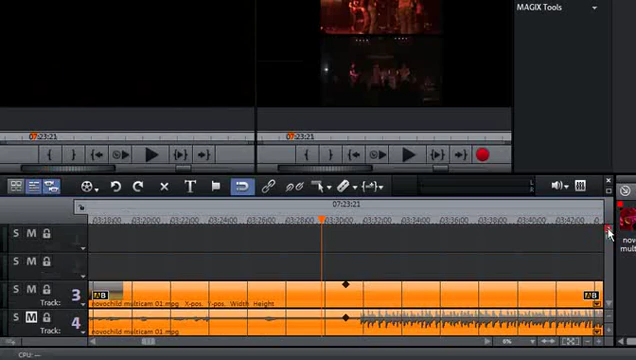 MAGIX Tools
07:23:21
07:23:21
07:23:21
03:18:00 03:20:00 03:22:00 03:24:00 03:26:00 03:28:00 03:30:00 03:32:00 03:34:00 03:36:00 03:38:00 03:40:00 03:42:00
S M
S M
S M
Track: 3
novochild multicam 01.mpg X-pos. Y-pos. Width Height
S M
Track: 4
novochild multicam 01.mpg
6%
CPU: —